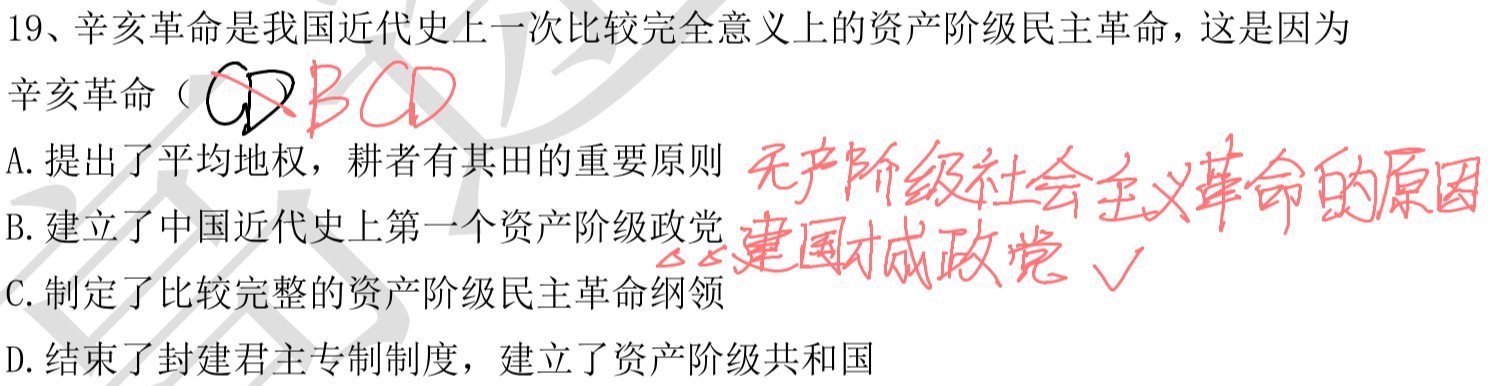 19、辛亥革命是我国近代史上一次比较完全意义上的资产阶级民主革命，这是因为
辛亥革命（CD）BCD
A.提出了平均地权，耕者有其田的重要原则
无产阶级社会主义革命的原因
B.建立了中国近代史上第一个资产阶级政党
建国才成政党 ✓
C.制定了比较完整的资产阶级民主革命纲领
D.结束了封建君主专制制度，建立了资产阶级共和国